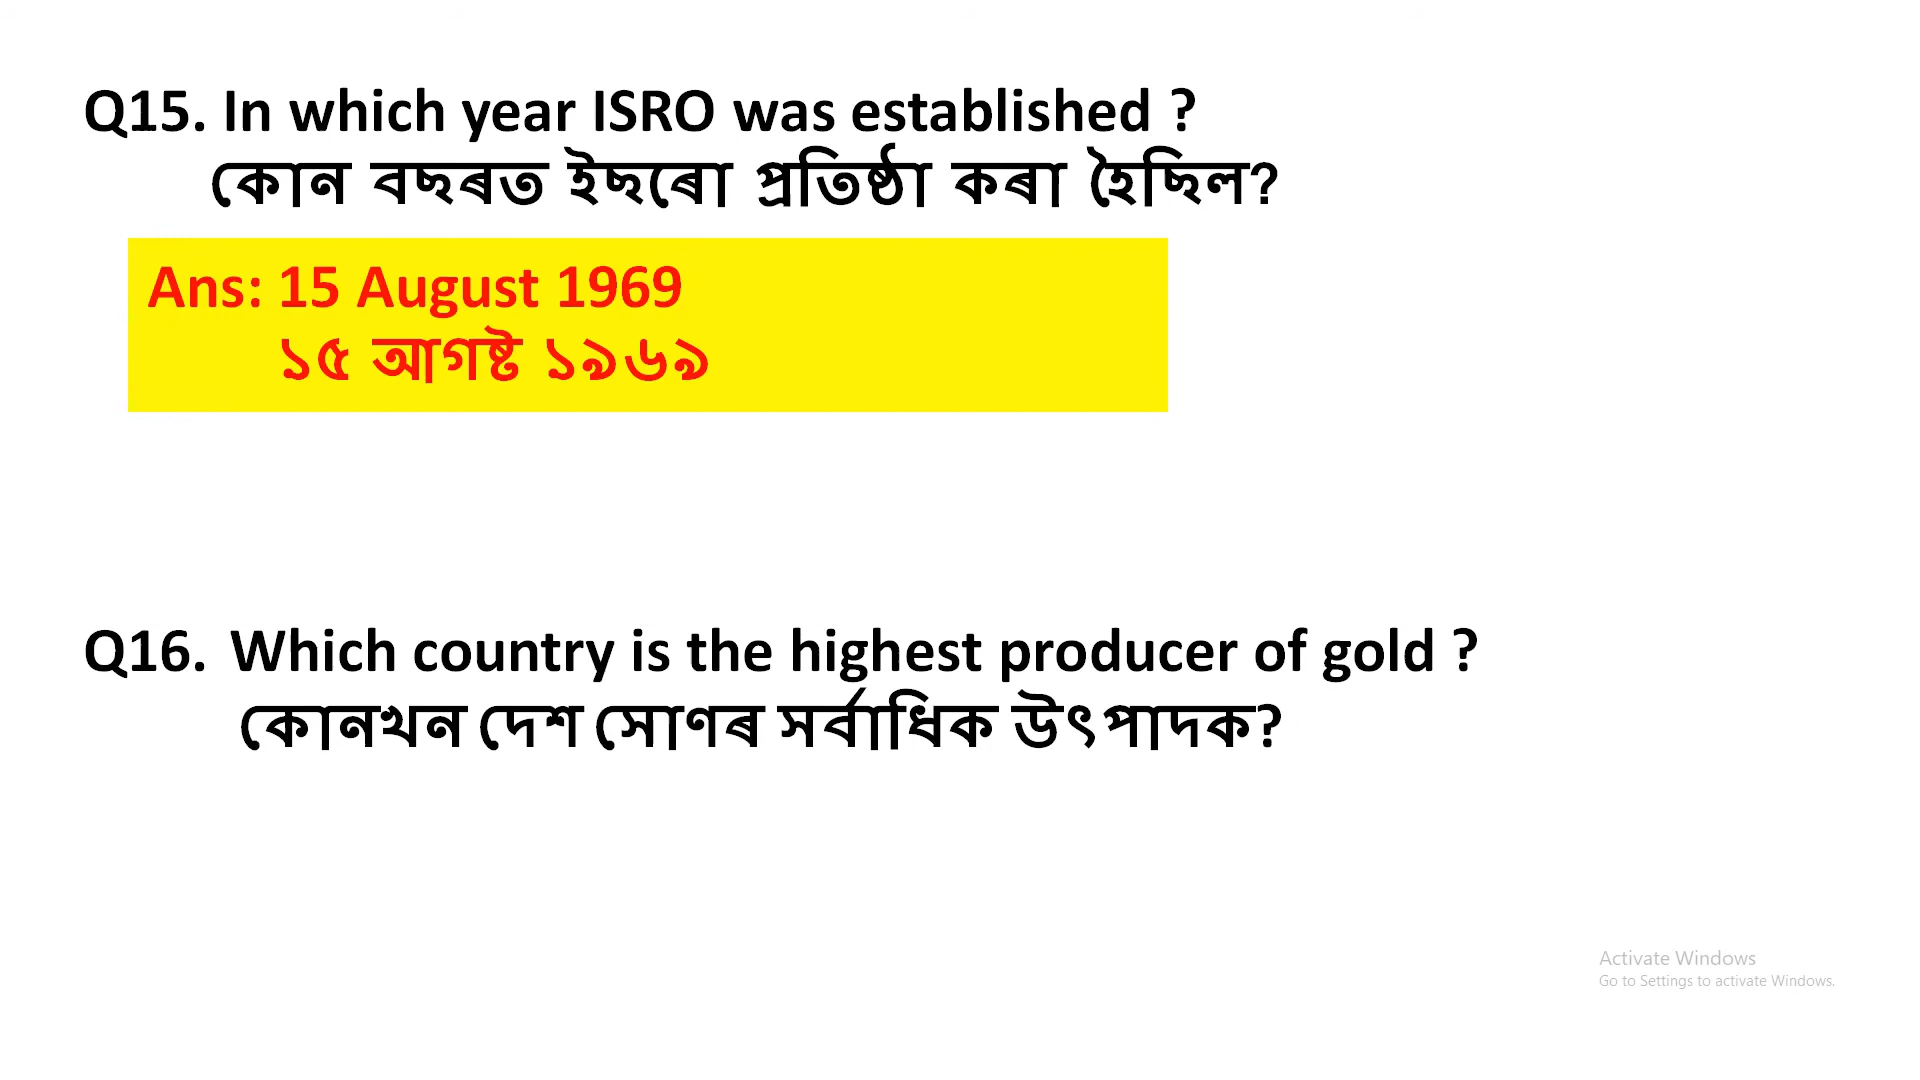 Q15. In which year ISRO was established ?
কোন বছৰত ইছৰো প্ৰতিষ্ঠা কৰা হৈছিল?
Ans: 15 August 1969
১৫ আগষ্ট ১৯৬৯
Q16. Which country is the highest producer of gold ?
কোনখন দেশ সোণৰ সৰ্বাধিক উৎপাদক?
Activate Windows
Go to Settings to activate Windows.